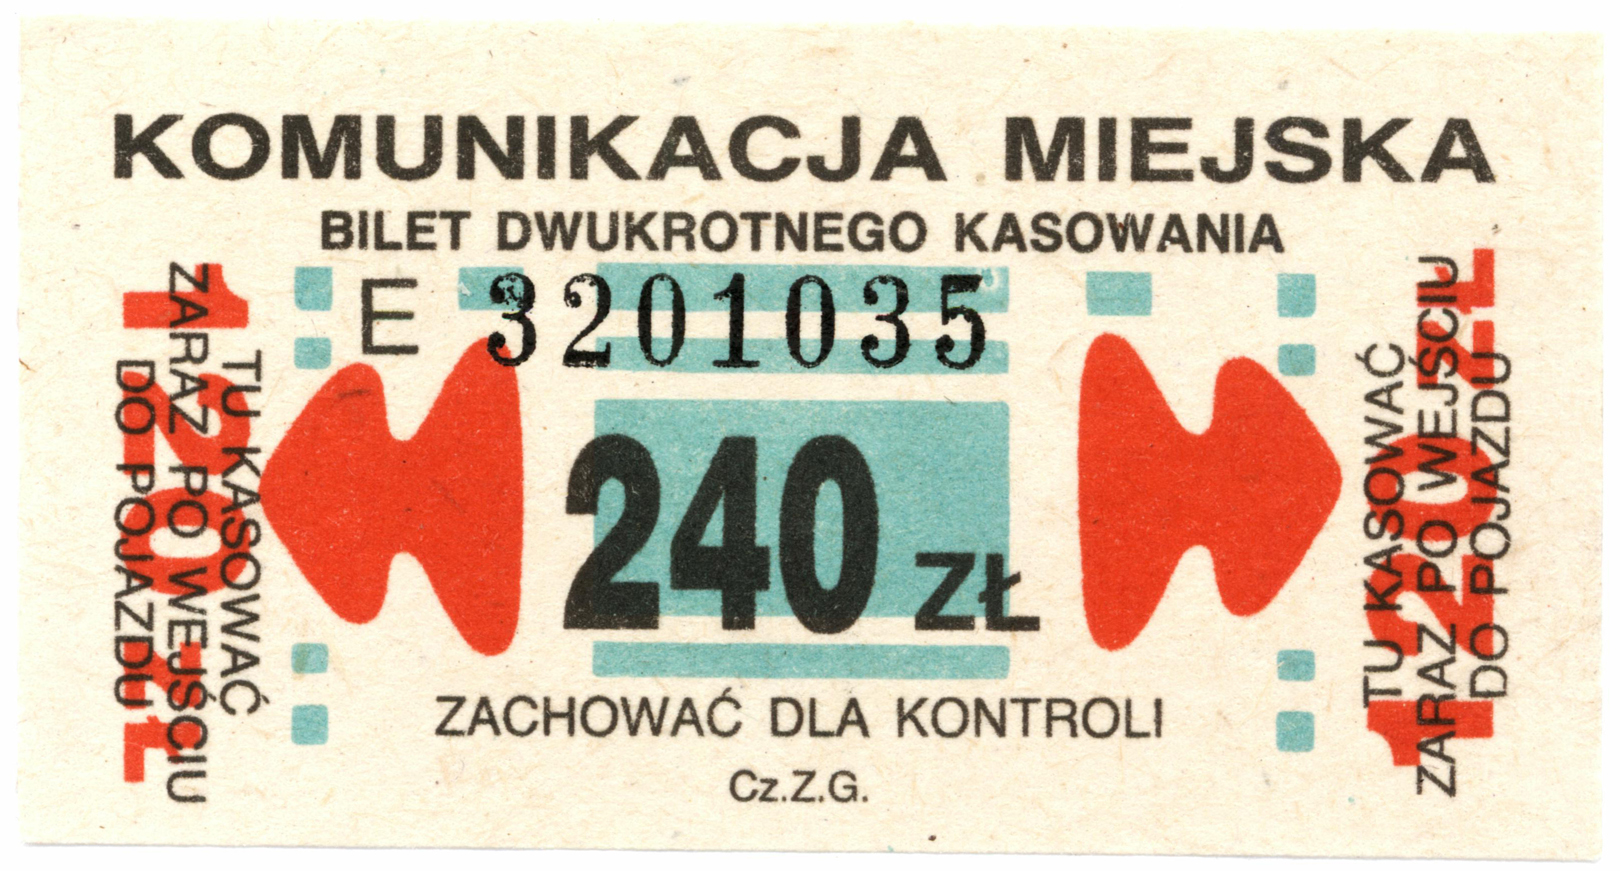 KOMUNIKACJA MIEJSKA
BILET DWUKROTNEGO KASOWANIA
E 3201035
240 ZŁ
ZACHOWAĆ DLA KONTROLI
Cz.Z.G.
TU KASOWAĆ
ZARAZ PO WEJŚCIU
DO POJAZDU
120 ZŁ
TU KASOWAĆ
ZARAZ PO WEJŚCIU
DO POJAZDU
120 ZŁ